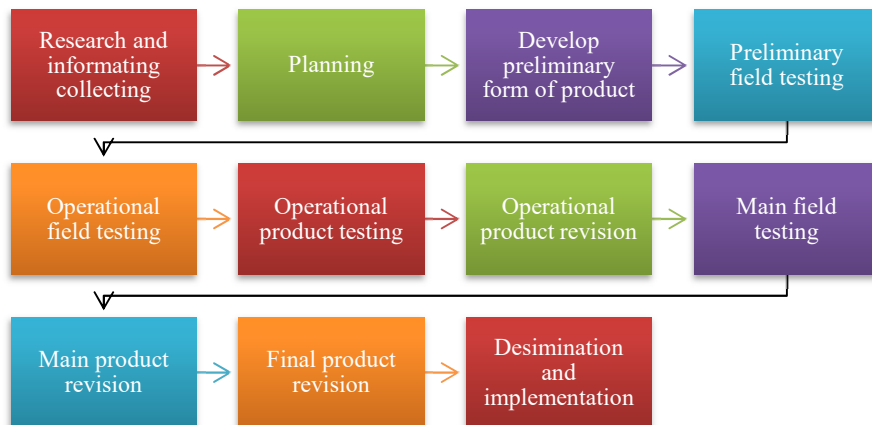 Research and
informating
collecting
Planning
Develop
preliminary
form of product
Preliminary
field testing
Operational
field testing
Operational
product testing
Operational
product revision
Main field
testing
Main product
revision
Final product
revision
Desimination
and
implementation